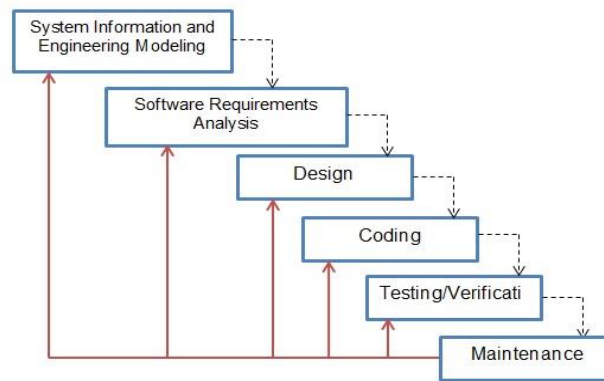 System Information and
Engineering Modeling
Software Requirements
Analysis
Design
Coding
Testing/Verificati
Maintenance